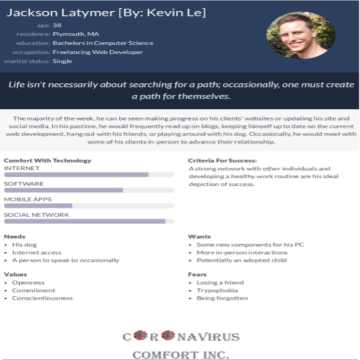 Jackson Latymer [By: Kevin Le]
age: 38
residence: Plymouth, MA
education: Bachelors in Computer Science
occupation: Freelancing Web Developer
marital status: Single
Life isn't necessarily about searching for a path; occasionally, one must create
a path for themselves.
The majority of the week, he can be seen making progress on his clients' websites or updating his site and
social media. In his pastime, he would frequently read up on blogs, keeping himself up to date on the current
web development, hang out with his friends, or playing around with his dog. Occasionally, he would meet with
some of his clients in-person to advance their relationship.
Comfort With Technology
INTERNET
SOFTWARE
MOBILE APPS
SOCIAL NETWORK
Criteria For Success:
A strong network with other individuals and
developing a healthy work routine are his ideal
depiction of success.
Needs
• His dog
• Internet access
• A person to speak to occasionally
Wants
• Some new components for his PC
• More in-person interactions
• Potentially an adopted child
Values
• Openness
• Commitment
• Conscientiousness
Fears
• Losing a friend
• Trypophobia
• Being forgotten
CORONAVIRUS
COMFORT INC.